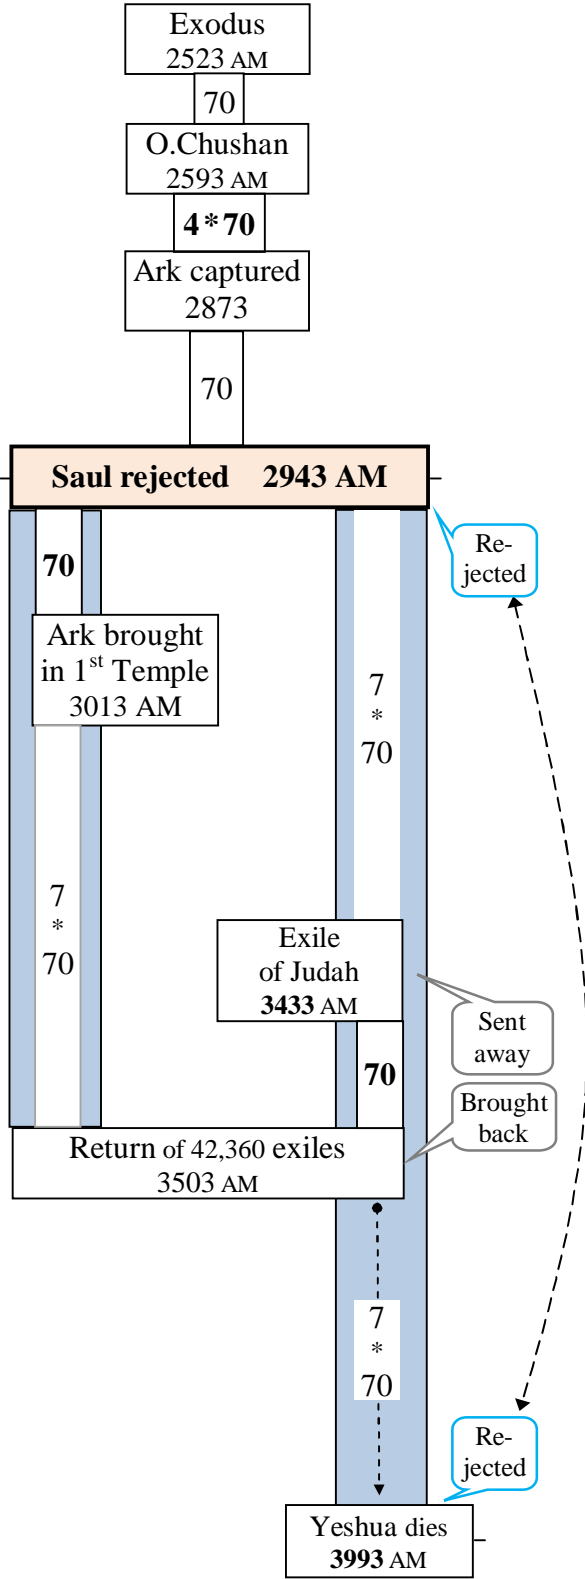 Exodus
2523 AM
70
O.Chushan
2593 AM
4*70
Ark captured
2873
70
Saul rejected 2943 AM
Re-
jected
70
Ark brought
in 1st Temple
3013 AM
7
*
70
7
*
70
Exile
of Judah
3433 AM
Sent
away
70
Brought
back
Return of 42,360 exiles
3503 AM
7
*
70
Re-
jected
Yeshua dies
3993 AM